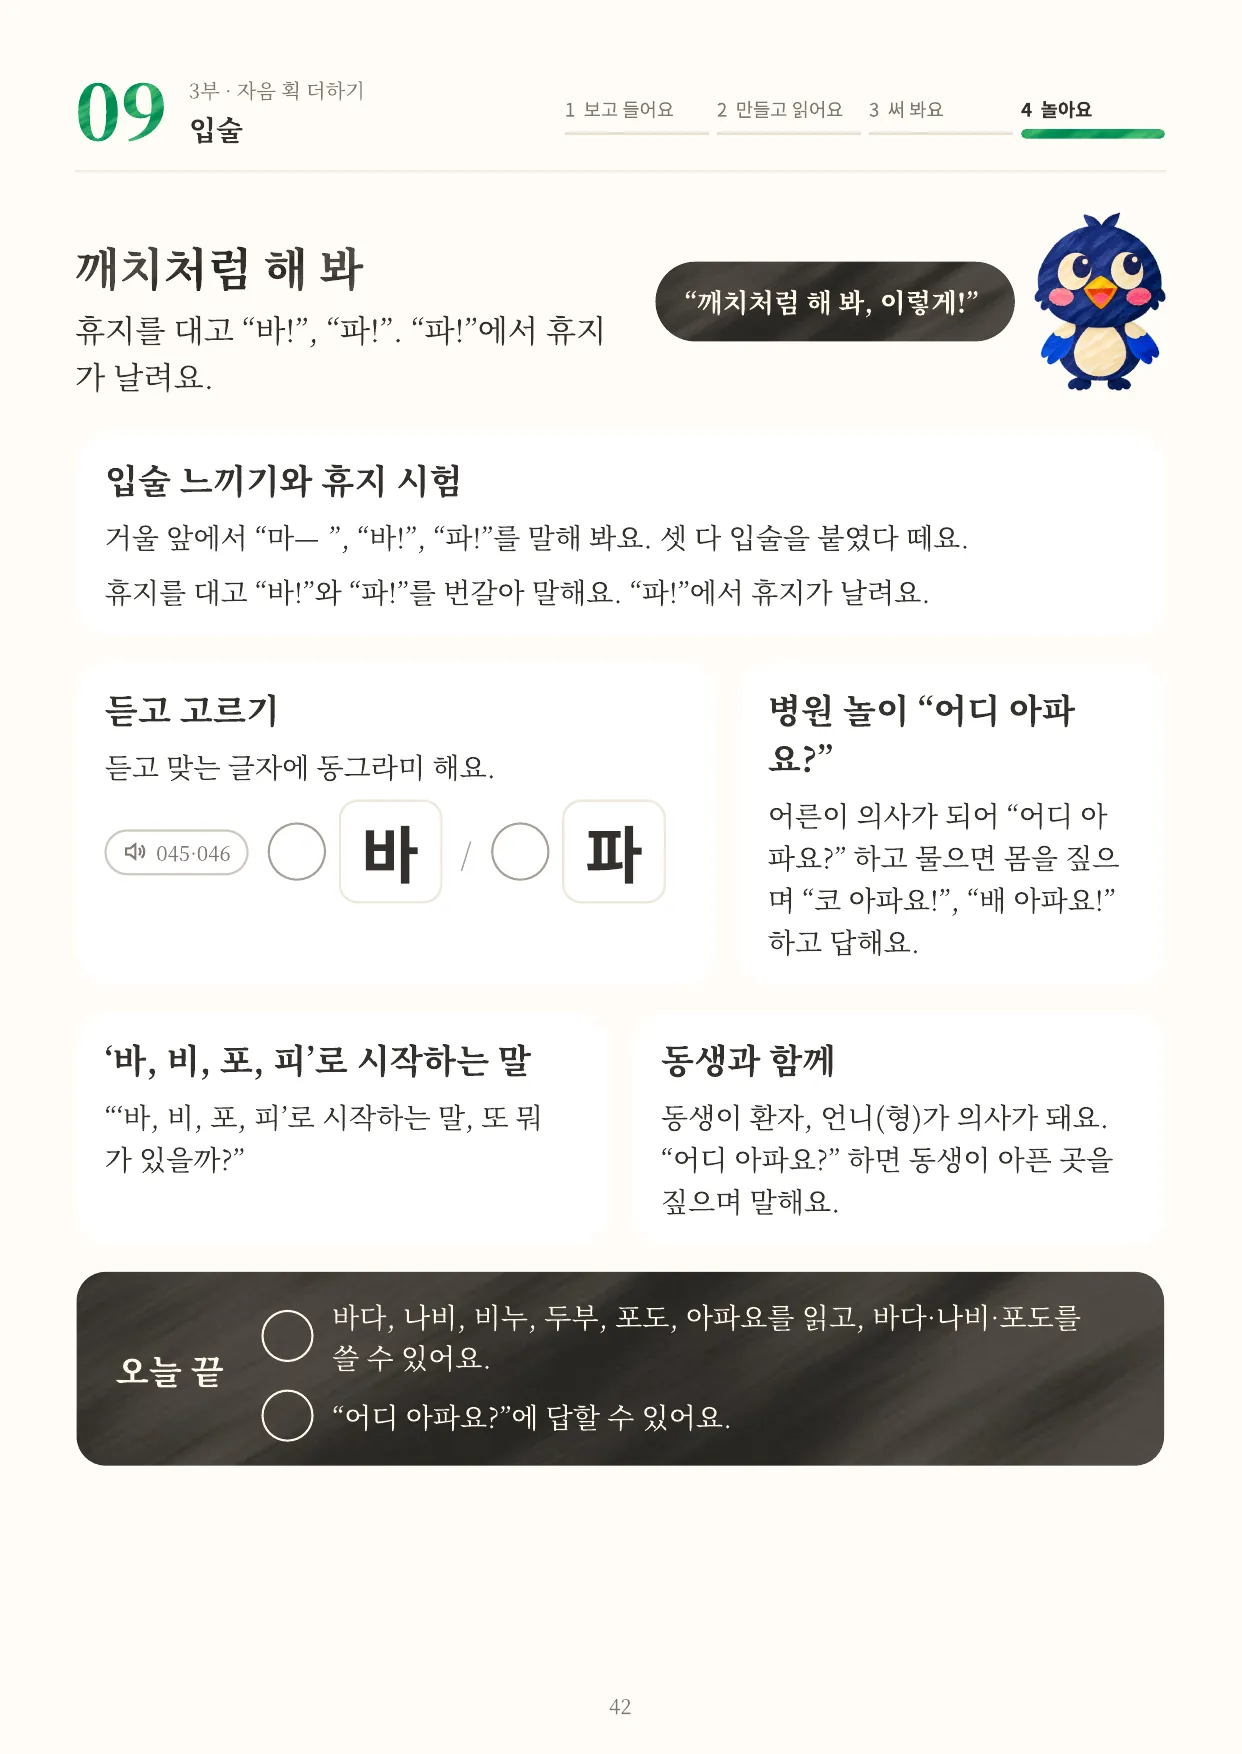 09
3부 · 자음 획 더하기
입술
1 보고 들어요
2 만들고 읽어요
3 써 봐요
4 놀아요
깨치처럼 해 봐
휴지를 대고 “바!”, “파!”. “파!”에서 휴지
가 날려요.
“깨치처럼 해 봐, 이렇게!”
입술 느끼기와 휴지 시험
거울 앞에서 “마— ”, “바!”, “파!”를 말해 봐요. 셋 다 입술을 붙였다 떼요.
휴지를 대고 “바!”와 “파!”를 번갈아 말해요. “파!”에서 휴지가 날려요.
듣고 고르기
듣고 맞는 글자에 동그라미 해요.
045·046
바 / 파
병원 놀이 “어디 아파
요?”
어른이 의사가 되어 “어디 아
파요?” 하고 물으면 몸을 짚으
며 “코 아파요!”, “배 아파요!”
하고 답해요.
‘바, 비, 포, 피’로 시작하는 말
“‘바, 비, 포, 피’로 시작하는 말, 또 뭐
가 있을까?”
동생과 함께
동생이 환자, 언니(형)가 의사가 돼요.
“어디 아파요?” 하면 동생이 아픈 곳을
짚으며 말해요.
오늘 끝
바다, 나비, 비누, 두부, 포도, 아파요를 읽고, 바다·나비·포도를
쓸 수 있어요.
“어디 아파요?”에 답할 수 있어요.
42